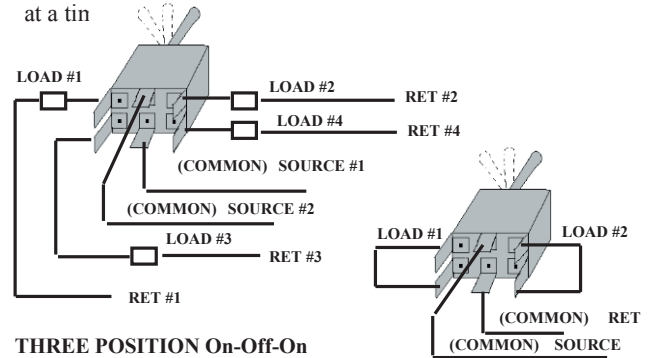 at a tin
LOAD #1
LOAD #2
RET #2
LOAD #4
RET #4
(COMMON) SOURCE #1
(COMMON) SOURCE #2
LOAD #3
RET #3
RET #1
LOAD #1
LOAD #2
(COMMON) RET
(COMMON) SOURCE
THREE POSITION On-Off-On